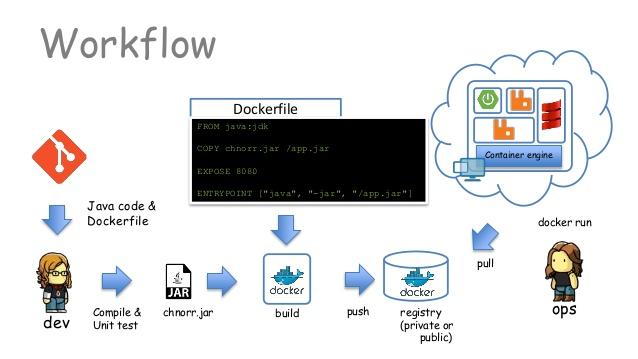 Workflow
Dockerfile
FROM java:jdk
COPY chnorr.jar /app.jar
EXPOSE 8080
ENTRYPOINT ["java", "-jar", "/app.jar"]
Container engine
Java code &
Dockerfile
docker run
pull
JAR
docker
docker
dev
Compile &
Unit test
chnorr.jar
build
push
registry
(private or
public)
ops